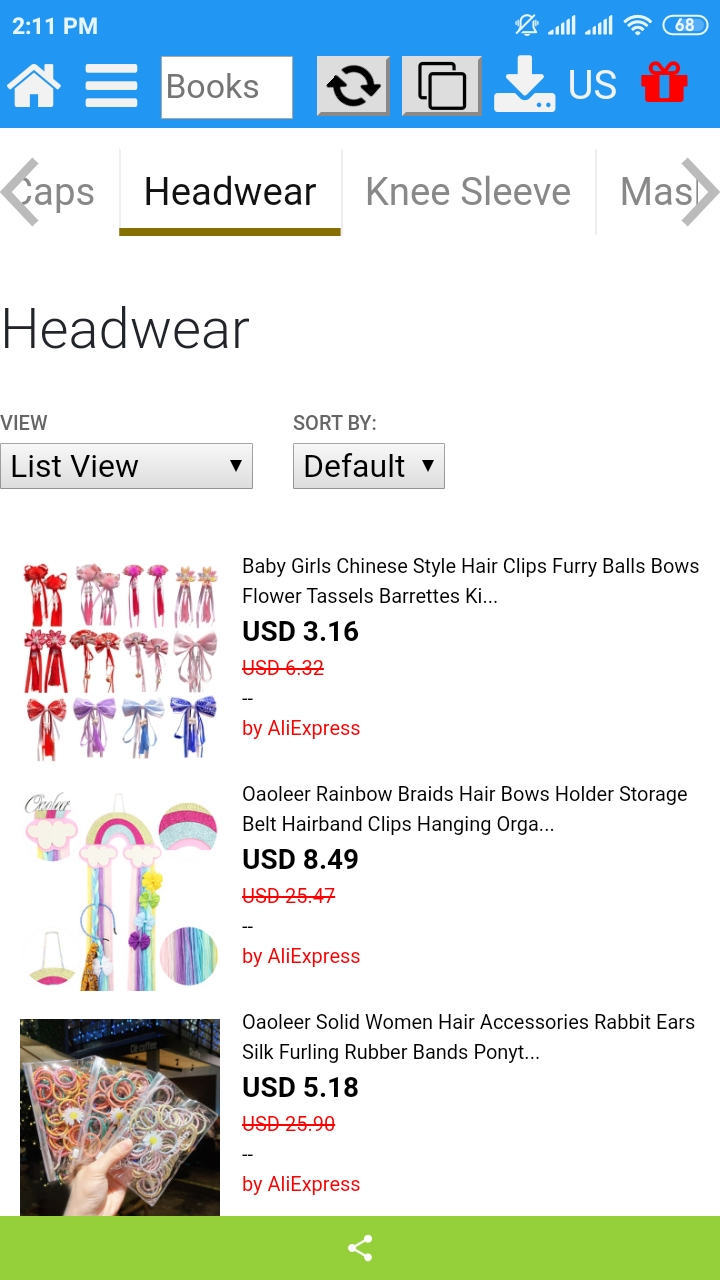 2:11 PM
68
Books
US
Caps
Headwear
Knee Sleeve
Mas
Headwear
VIEW
SORT BY:
List View
Default
Baby Girls Chinese Style Hair Clips Furry Balls Bows
Flower Tassels Barrettes Ki...
USD 3.16
USD 6.32
--
by AliExpress
Oaoleer
Oaoleer Rainbow Braids Hair Bows Holder Storage
Belt Hairband Clips Hanging Orga...
USD 8.49
USD 25.47
--
by AliExpress
Oaoleer Solid Women Hair Accessories Rabbit Ears
Silk Furling Rubber Bands Ponyt...
USD 5.18
USD 25.90
--
by AliExpress